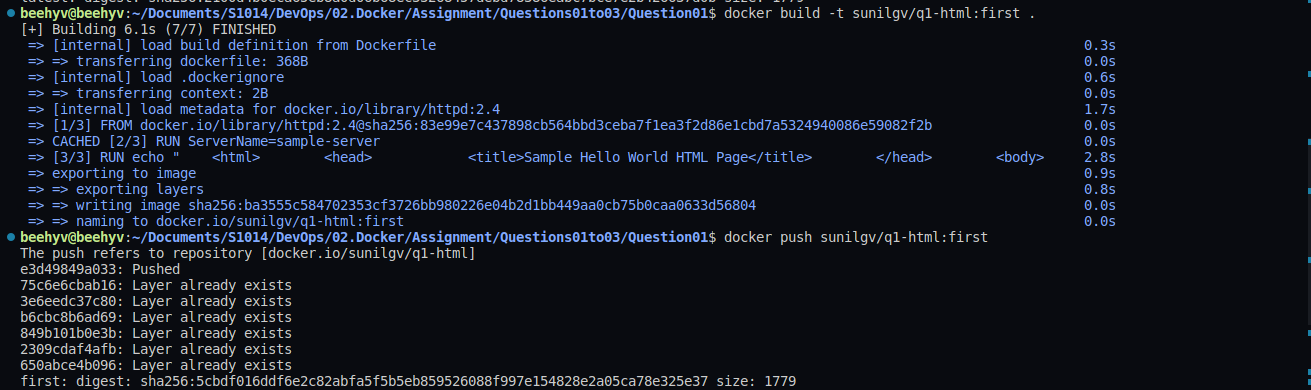 beehyv@beehyv:~/Documents/S1014/DevOps/02.Docker/Assignment/Questions01to03/Question01$ docker build -t sunilgv/q1-html:first .
[+] Building 6.1s (7/7) FINISHED
=> [internal] load build definition from Dockerfile 0.3s
=> => transferring dockerfile: 368B 0.0s
=> [internal] load .dockerignore 0.6s
=> => transferring context: 2B 0.0s
=> [internal] load metadata for docker.io/library/httpd:2.4 1.7s
=> [1/3] FROM docker.io/library/httpd:2.4@sha256:83e99e7c437898cb564bbd3ceba7f1ea3f2d86e1cbd7a5324940086e59082f2b 0.0s
=> CACHED [2/3] RUN ServerName=sample-server 0.0s
=> [3/3] RUN echo " <html> <head> <title>Sample Hello World HTML Page</title> </head> <body> 2.8s
=> exporting to image 0.9s
=> => exporting layers 0.8s
=> => writing image sha256:ba3555c584702353cf3726bb980226e04b2d1bb449aa0cb75b0caa0633d56804 0.0s
=> => naming to docker.io/sunilgv/q1-html:first 0.0s
beehyv@beehyv:~/Documents/S1014/DevOps/02.Docker/Assignment/Questions01to03/Question01$ docker push sunilgv/q1-html:first
The push refers to repository [docker.io/sunilgv/q1-html]
e3d49849a033: Pushed
75c6e6cbab16: Layer already exists
3e6eedc37c80: Layer already exists
b6cbc8b6ad69: Layer already exists
849b101b0e3b: Layer already exists
2309cdaf4afb: Layer already exists
650abce4b096: Layer already exists
first: digest: sha256:5cbdf016ddf6e2c82abfa5f5b5eb859526088f997e154828e2a05ca78e325e37 size: 1779